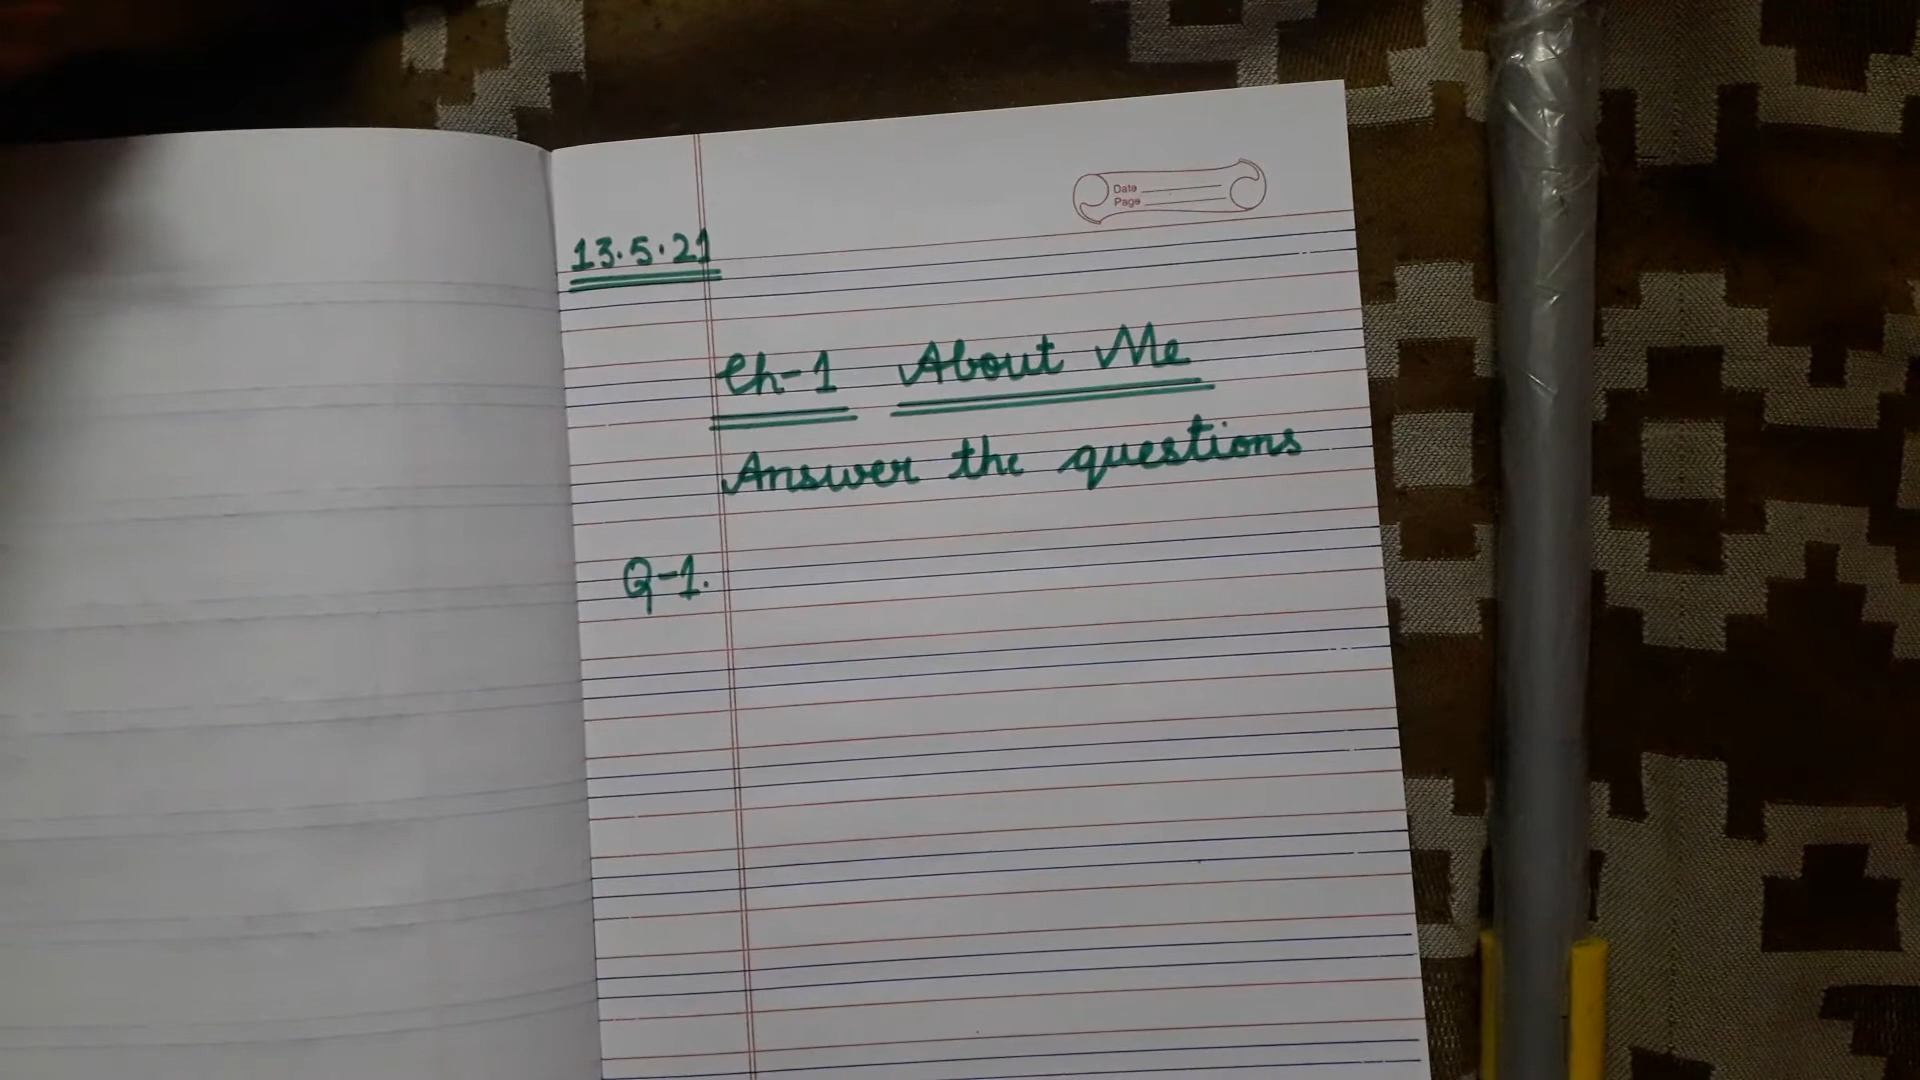 Date
Page
13.5.21
Ch-1 About Me
Answer the questions
Q-1.